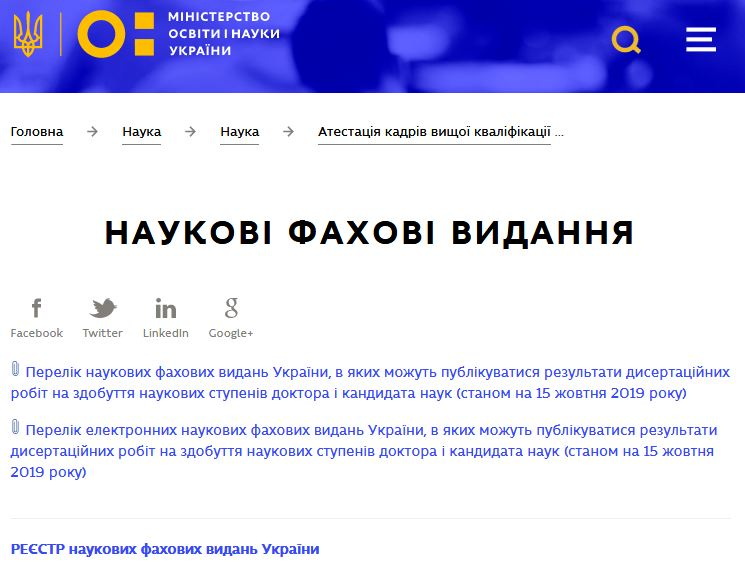 МІНІСТЕРСТВО
ОСВІТИ І НАУКИ
УКРАЇНИ
Головна → Наука → Наука → Атестація кадрів вищої кваліфікації ...
НАУКОВІ ФАХОВІ ВИДАННЯ
Facebook Twitter LinkedIn Google+
Перелік наукових фахових видань України, в яких можуть публікуватися результати дисертаційних
робіт на здобуття наукових ступенів доктора і кандидата наук (станом на 15 жовтня 2019 року)
Перелік електронних наукових фахових видань України, в яких можуть публікуватися результати
дисертаційних робіт на здобуття наукових ступенів доктора і кандидата наук (станом на 15 жовтня
2019 року)
РЕЄСТР наукових фахових видань України